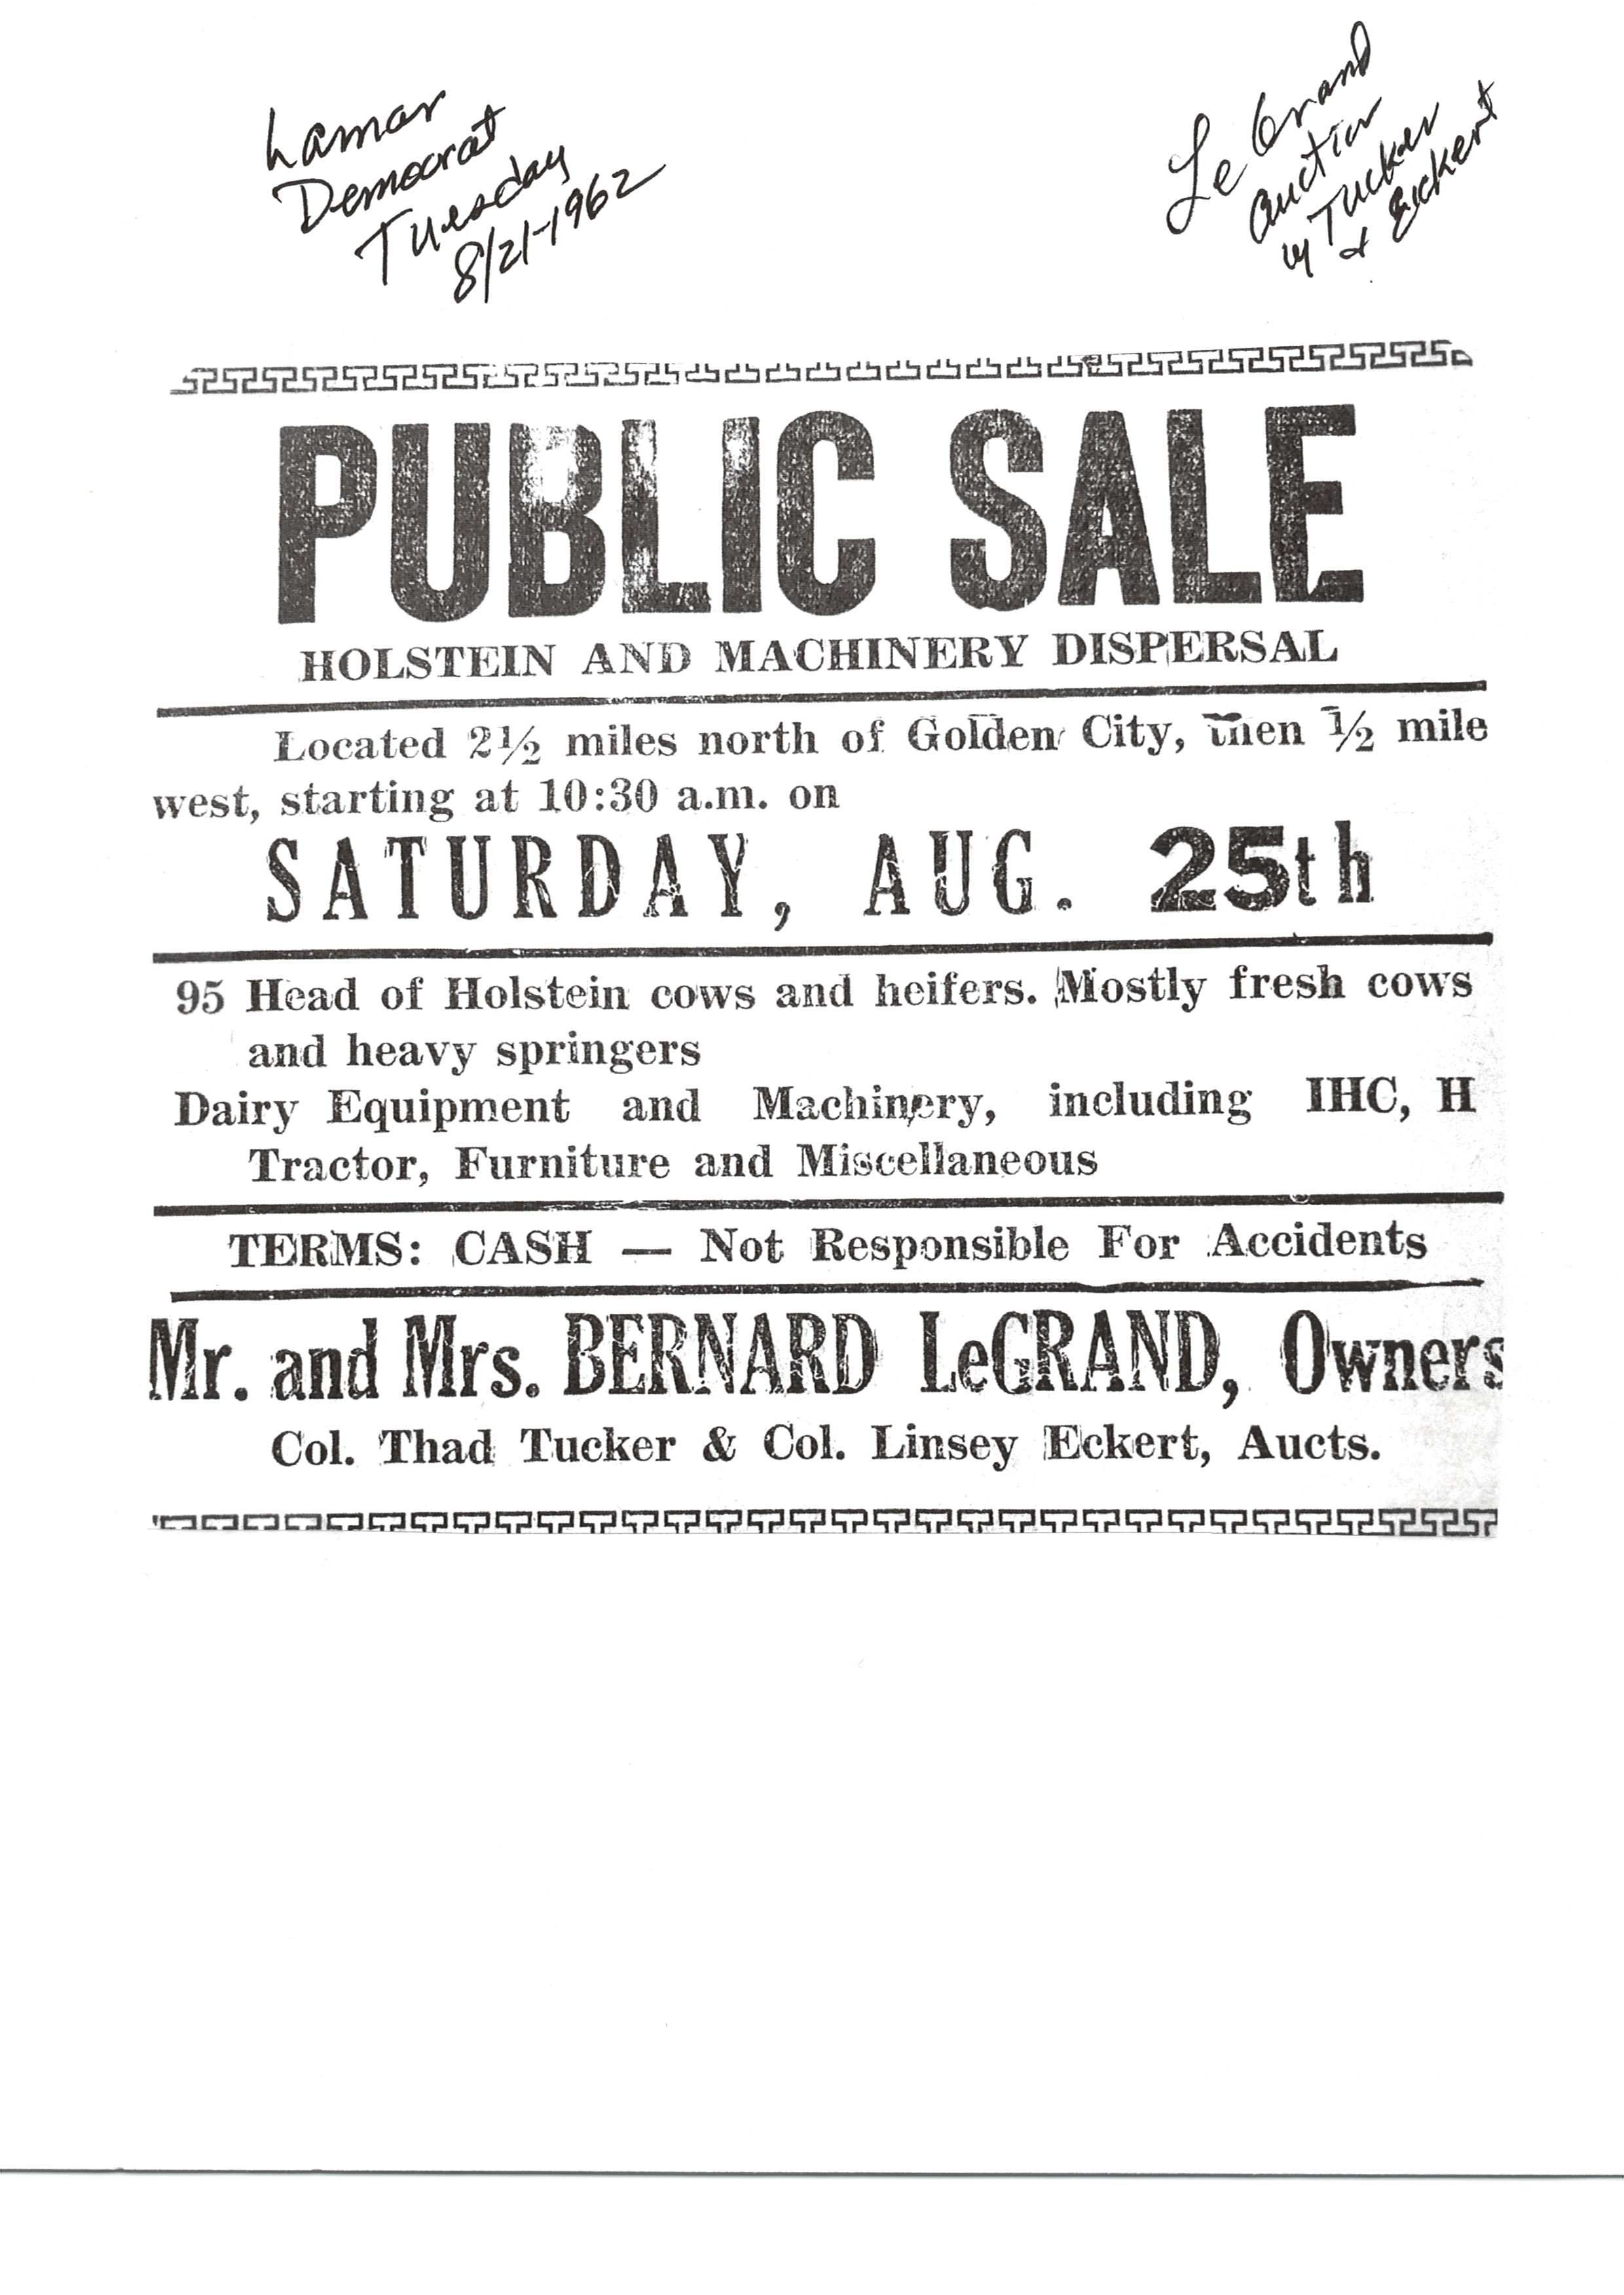 Lamar
Democrat
Tuesday
8/21-1962
Le Grand
Auction
w/ Tucker
& Eckert
PUBLIC SALE
HOLSTEIN AND MACHINERY DISPERSAL
Located 2½ miles north of Golden City, then ½ mile
west, starting at 10:30 a.m. on
SATURDAY, AUG. 25th
95 Head of Holstein cows and heifers. Mostly fresh cows
and heavy springers
Dairy Equipment and Machinery, including IHC, H
Tractor, Furniture and Miscellaneous
TERMS: CASH — Not Responsible For Accidents
Mr. and Mrs. BERNARD LeGRAND, Owners
Col. Thad Tucker & Col. Linsey Eckert, Aucts.